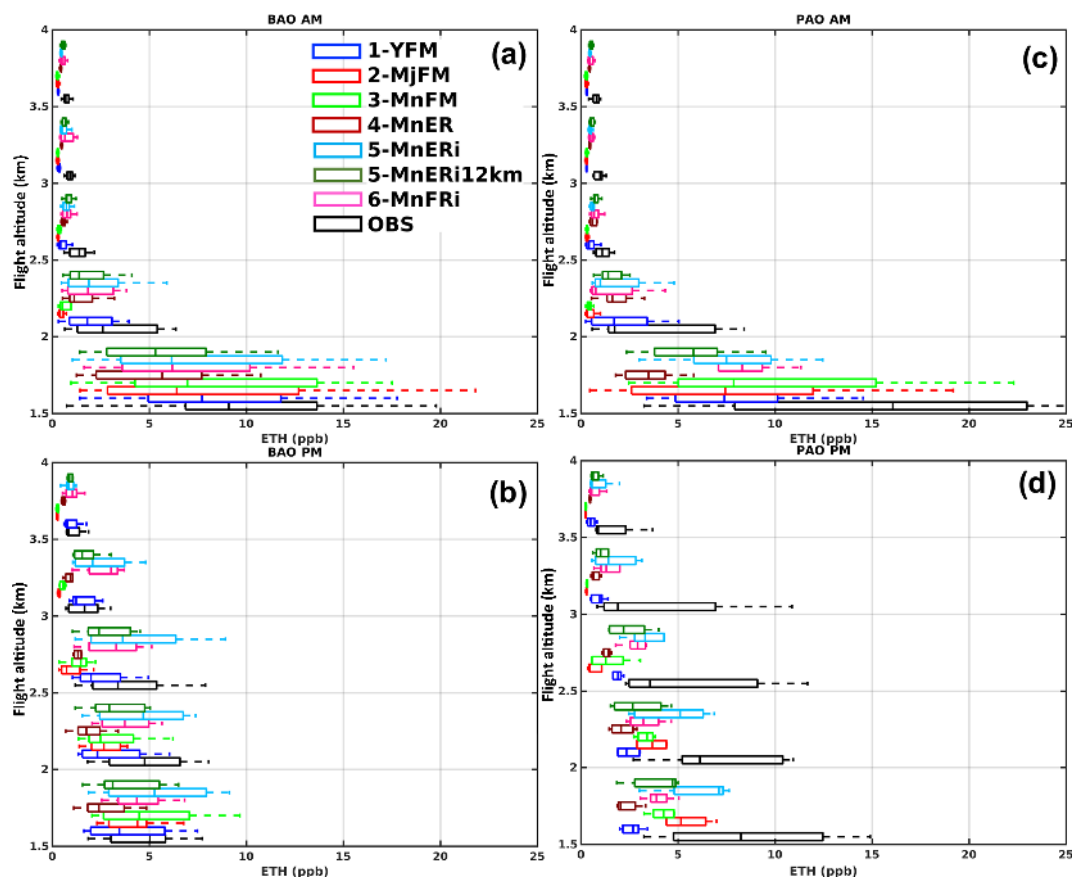 BAO AM
(a)
1-YFM
2-MjFM
3-MnFM
4-MnER
5-MnERi
5-MnERi12km
6-MnFRi
OBS
Flight altitude (km)
4
3.5
3
2.5
2
1.5
0 5 10 15 20 25
ETH (ppb)
PAO AM
(c)
Flight altitude (km)
4
3.5
3
2.5
2
1.5
0 5 10 15 20 25
ETH (ppb)
BAO PM
(b)
Flight altitude (km)
4
3.5
3
2.5
2
1.5
0 5 10 15 20 25
ETH (ppb)
PAO PM
(d)
Flight altitude (km)
4
3.5
3
2.5
2
1.5
0 5 10 15 20 25
ETH (ppb)